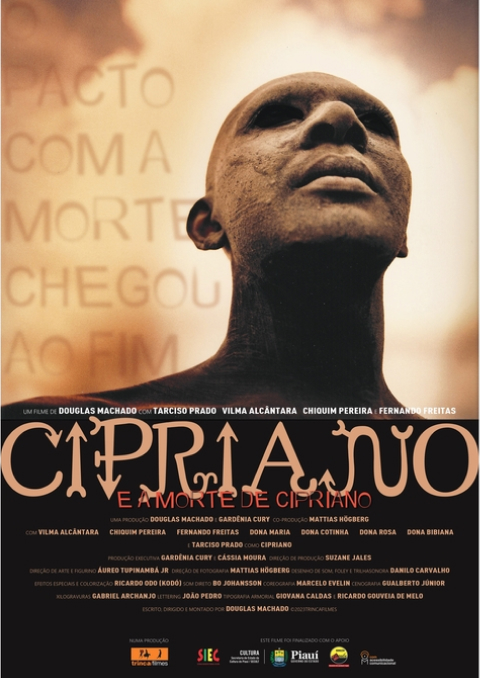 O
PACTO
COM A
MORTE
CHEGOU
AO FIM
UM FILME DE DOUGLAS MACHADO COM TARCISO PRADO VILMA ALCÂNTARA CHIQUIM PEREIRA E FERNANDO FREITAS
CIPRIANO
E A MORTE DE CIPRIANO
UMA PRODUÇÃO DOUGLAS MACHADO E GARDÊNIA CURY CO-PRODUÇÃO MATTIAS HÖGBERG
COM VILMA ALCÂNTARA CHIQUIM PEREIRA FERNANDO FREITAS DONA MARIA DONA COTINHA DONA ROSA DONA BIBIANA
E TARCISO PRADO COMO CIPRIANO
PRODUÇÃO EXECUTIVA GARDÊNIA CURY E CÁSSIA MOURA DIREÇÃO DE PRODUÇÃO SUZANE JALES
DIREÇÃO DE ARTE E FIGURINO ÁUREO TUPINAMBÁ JR DIREÇÃO DE FOTOGRAFIA MATTIAS HÖGBERG DESENHO DE SOM, FOLEY E TRILHA SONORA DANILO CARVALHO
EFEITOS ESPECIAIS E COLORIZAÇÃO RICARDO ODO (KODÓ) SOM DIRETO BO JOHANSSON COREOGRAFIA MARCELO EVELIN CENOGRAFIA GUALBERTO JÚNIOR
XILOGRAVURAS GABRIEL ARCHANJO LETTERING JOÃO PEDRO TIPOGRAFIA ARMORIAL GIOVANA CALDAS E RICARDO GOUVEIA DE MELO
ESCRITO, DIRIGIDO E MONTADO POR DOUGLAS MACHADO
NUMA PRODUÇÃO
ESTE FILME FOI FINALIZADO COM O APOIO
trinca filmes
SIEC
CULTURA
Piauí